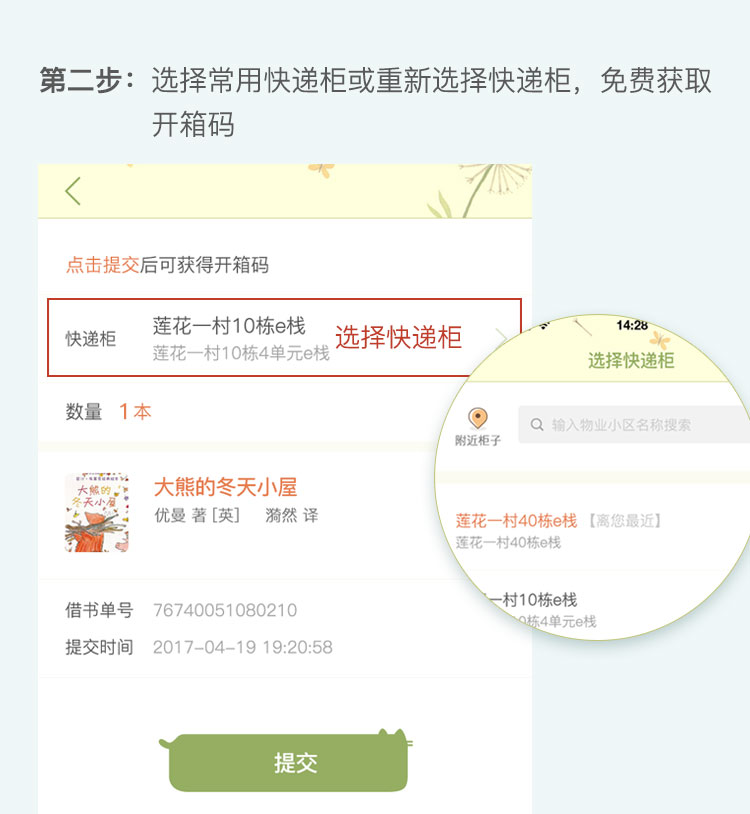 第二步：选择常用快递柜或重新选择快递柜，免费获取
开箱码
点击提交后可获得开箱码
快递柜
莲花一村10栋e栈
莲花一村10栋4单元e栈
选择快递柜
数量 1本
大熊的
冬天小屋
大熊的冬天小屋
优曼 著 [英] 漪然 译
借书单号 76740051080210
提交时间 2017-04-19 19:20:58
提交
14:28
选择快递柜
附近柜子
输入物业小区名称搜索
莲花一村40栋e栈【离您最近】
莲花一村40栋e栈
一村10栋e栈
栋4单元e栈